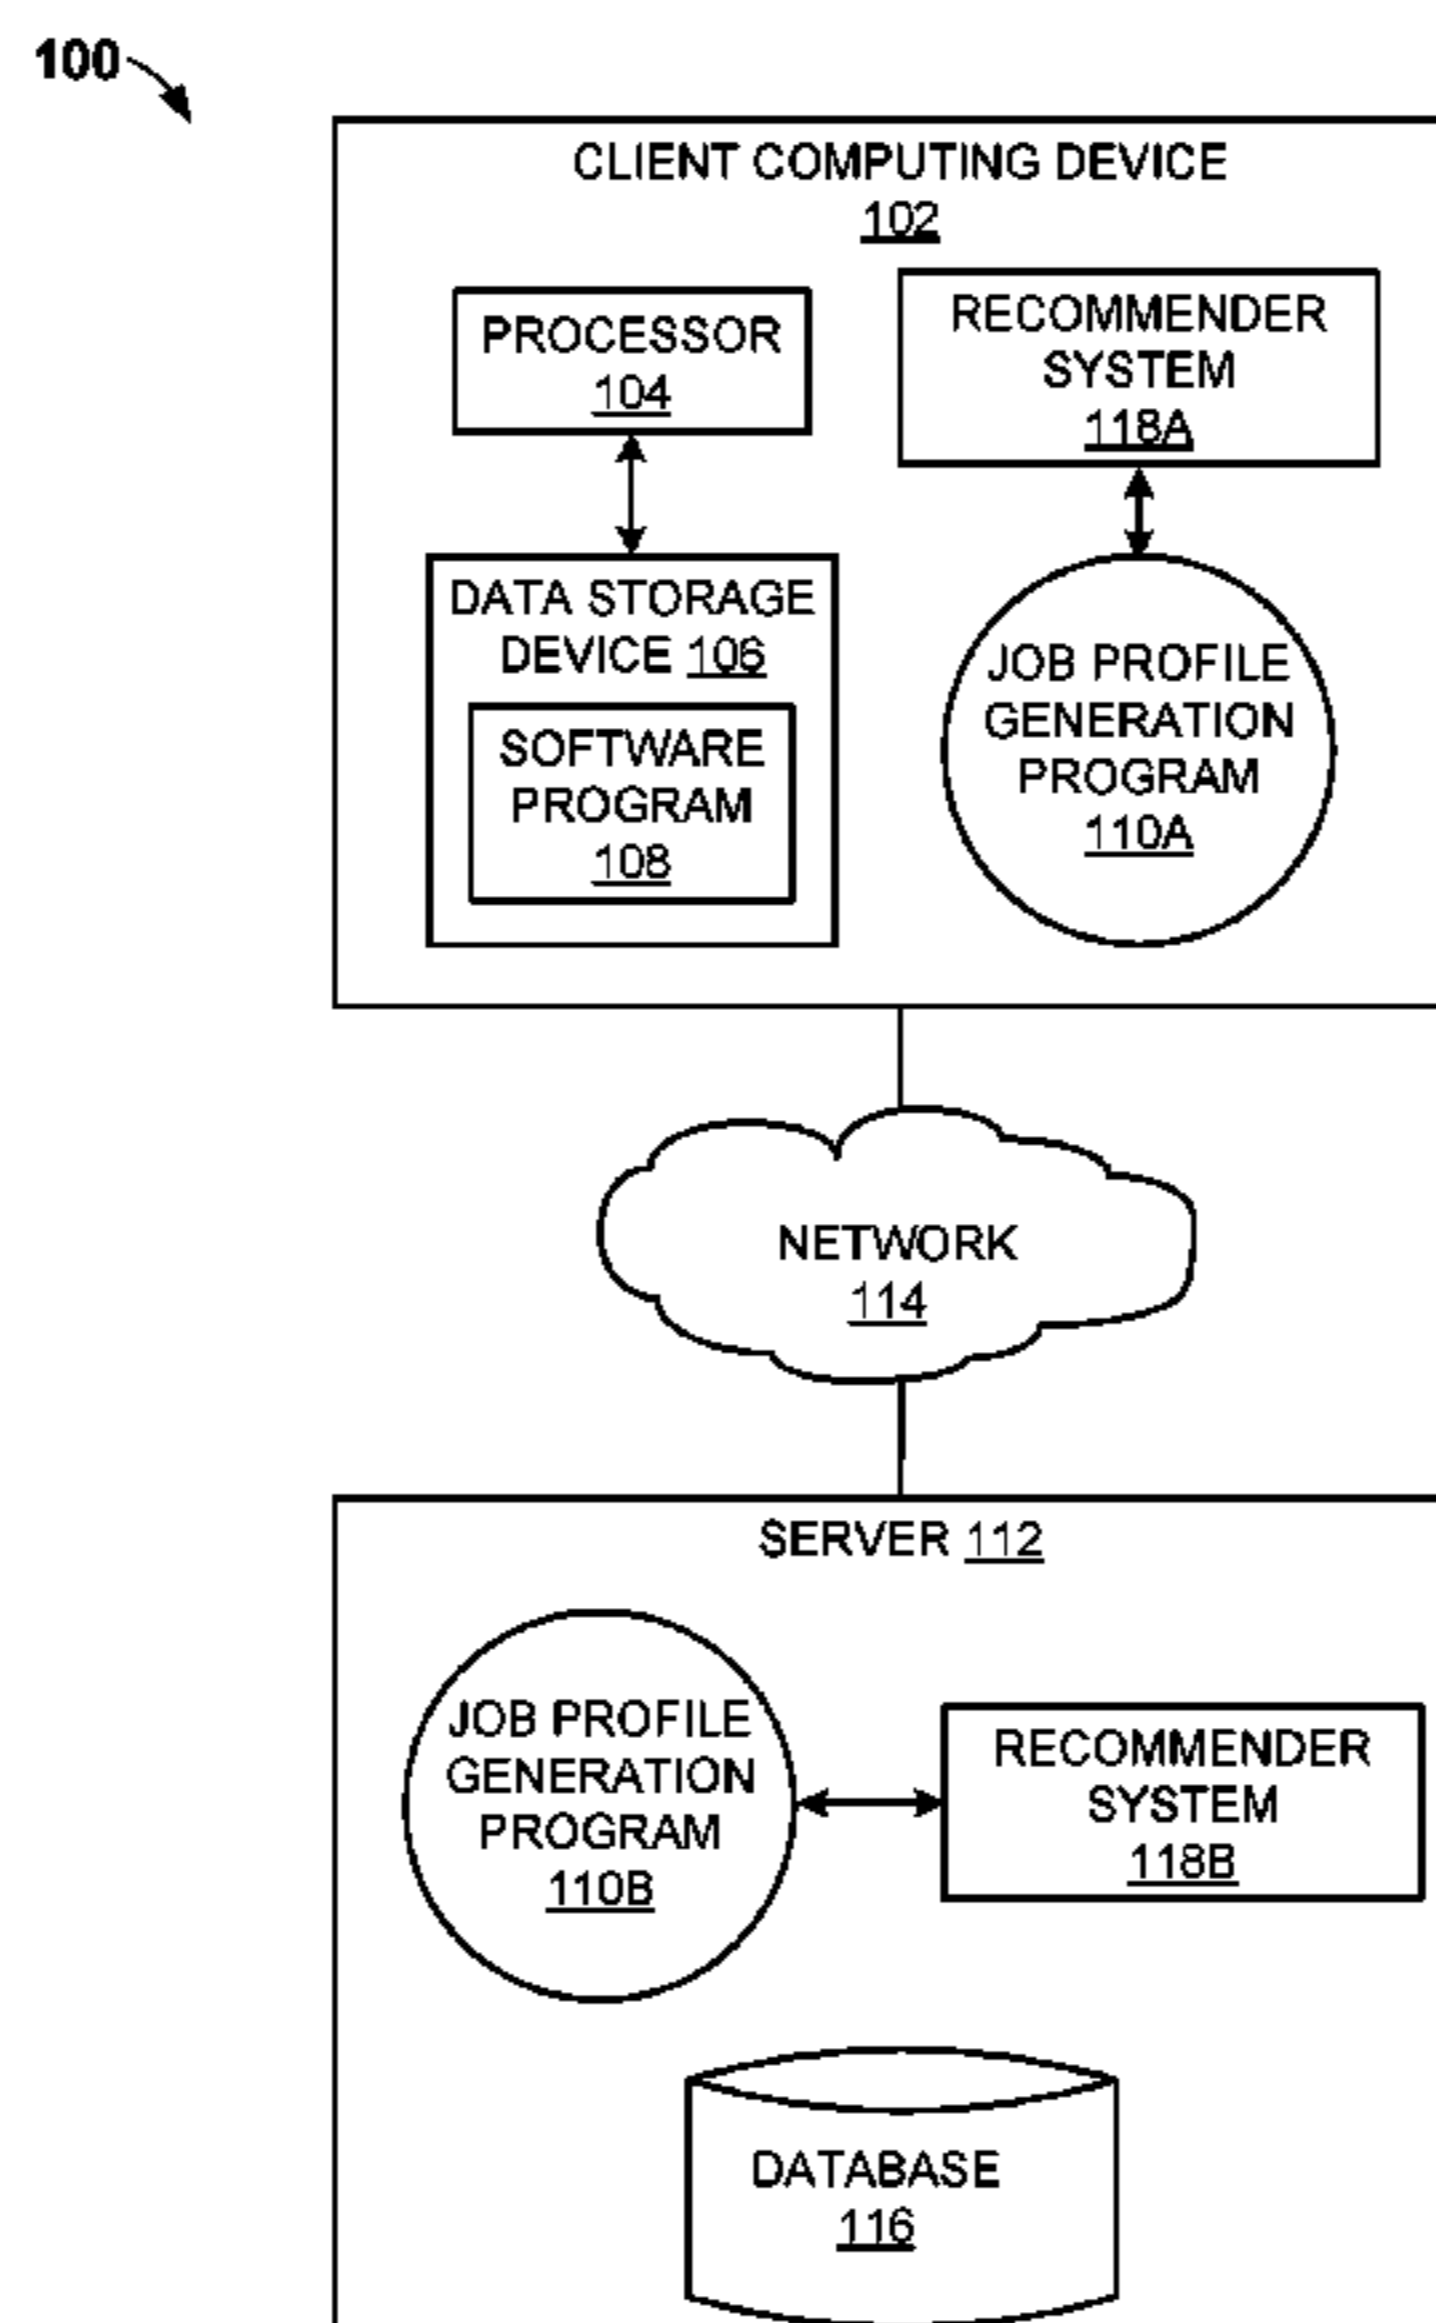 100
CLIENT COMPUTING DEVICE
102
PROCESSOR
104
RECOMMENDER
SYSTEM
118A
DATA STORAGE
DEVICE 106
SOFTWARE
PROGRAM
108
JOB PROFILE
GENERATION
PROGRAM
110A
NETWORK
114
SERVER 112
JOB PROFILE
GENERATION
PROGRAM
110B
RECOMMENDER
SYSTEM
118B
DATABASE
116